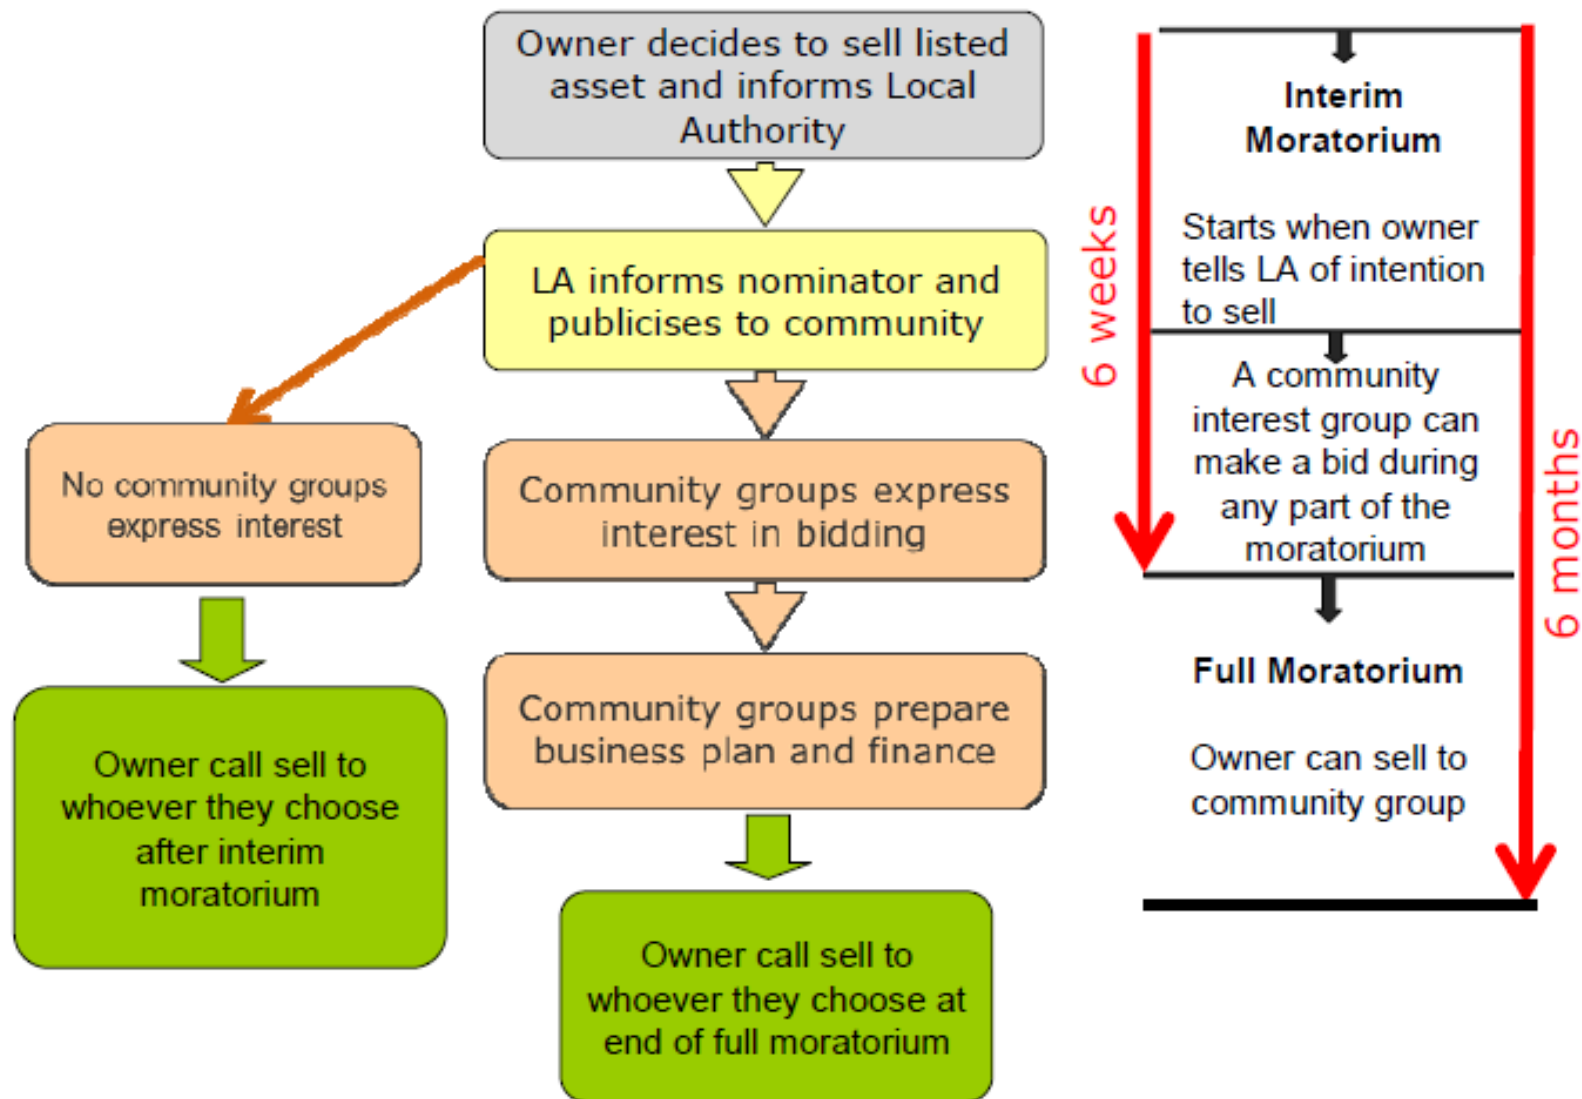 Owner decides to sell listed
asset and informs Local
Authority
LA informs nominator and
publicises to community
No community groups
express interest
Community groups express
interest in bidding
Community groups prepare
business plan and finance
Owner call sell to
whoever they choose
after interim
moratorium
Owner call sell to
whoever they choose at
end of full moratorium
6 weeks
Interim
Moratorium
Starts when owner
tells LA of intention
to sell
A community
interest group can
make a bid during
any part of the
moratorium
Full Moratorium
Owner can sell to
community group
6 months